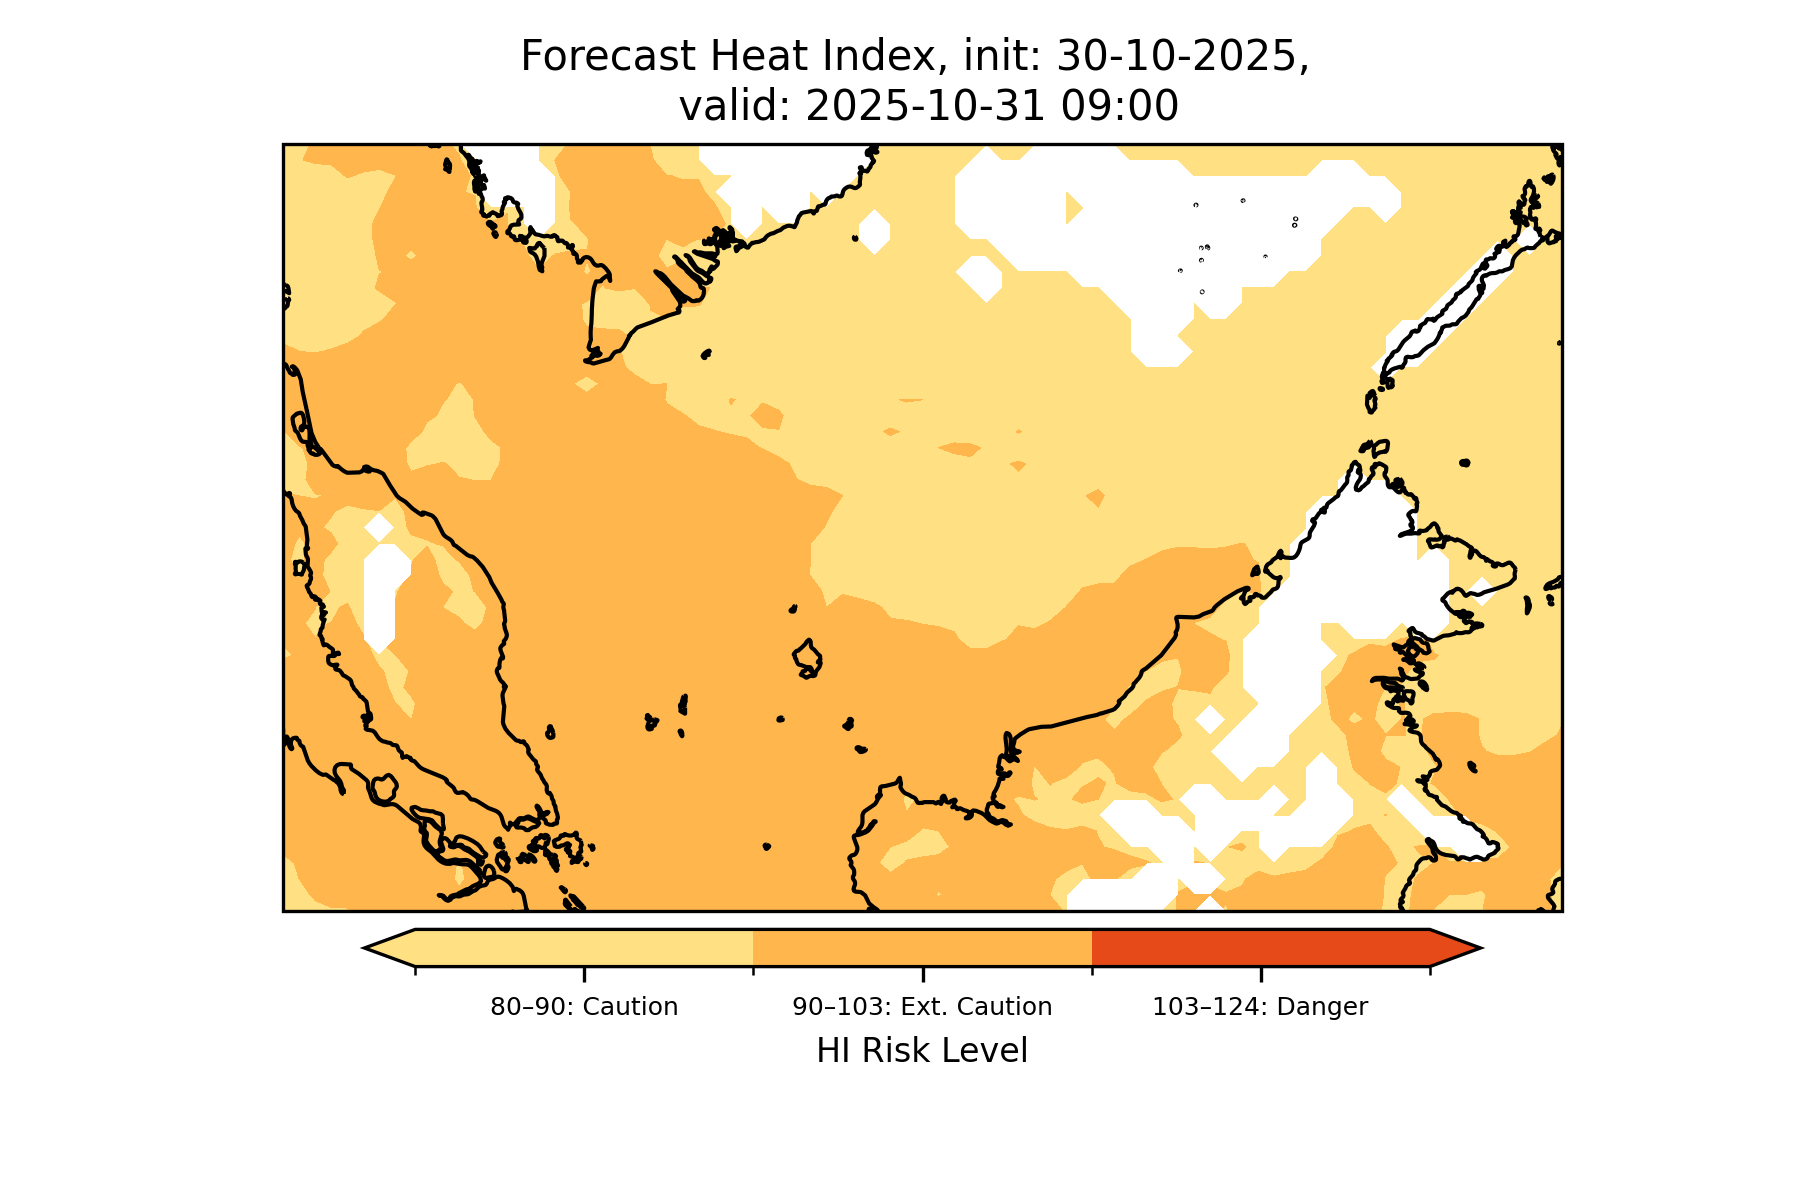 Forecast Heat Index, init: 30-10-2025,
valid: 2025-10-31 09:00
80–90: Caution
90–103: Ext. Caution
103–124: Danger
HI Risk Level